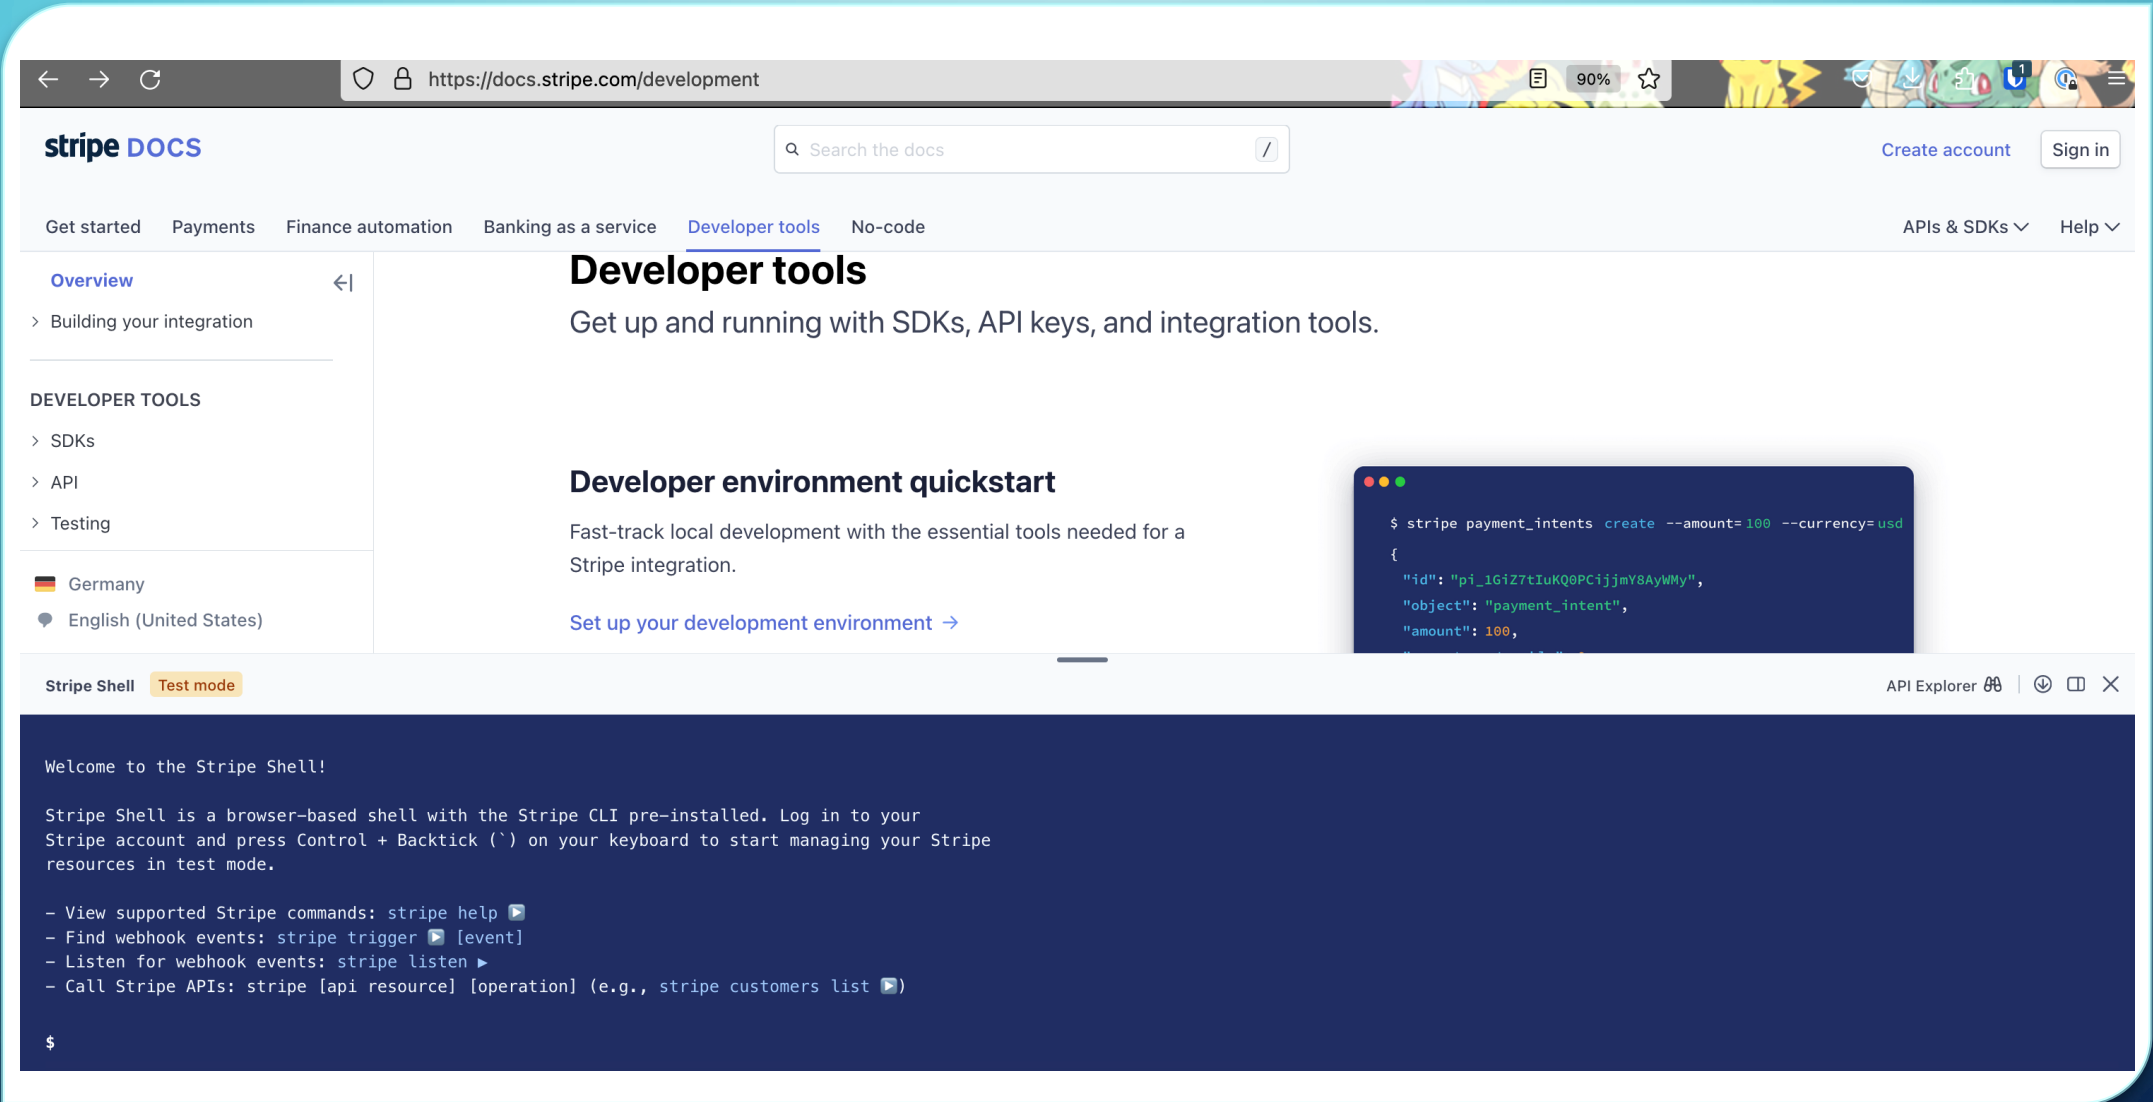 https://docs.stripe.com/development
90%
1
stripe DOCS
Search the docs
/
Create account
Sign in
Get started
Payments
Finance automation
Banking as a service
Developer tools
No-code
APIs & SDKs
Help
Overview
Building your integration
DEVELOPER TOOLS
SDKs
API
Testing
Germany
English (United States)
Developer tools
Get up and running with SDKs, API keys, and integration tools.
Developer environment quickstart
Fast-track local development with the essential tools needed for a
Stripe integration.
Set up your development environment →
$ stripe payment_intents create --amount=100 --currency=usd
{
"id": "pi_1GiZ7tIuKQ0PCijjmY8AyWMy",
"object": "payment_intent",
"amount": 100,
Stripe Shell
Test mode
API Explorer
Welcome to the Stripe Shell!
Stripe Shell is a browser-based shell with the Stripe CLI pre-installed. Log in to your
Stripe account and press Control + Backtick (`) on your keyboard to start managing your Stripe
resources in test mode.
- View supported Stripe commands: stripe help ▶
- Find webhook events: stripe trigger ▶ [event]
- Listen for webhook events: stripe listen ▶
- Call Stripe APIs: stripe [api resource] [operation] (e.g., stripe customers list ▶)
$